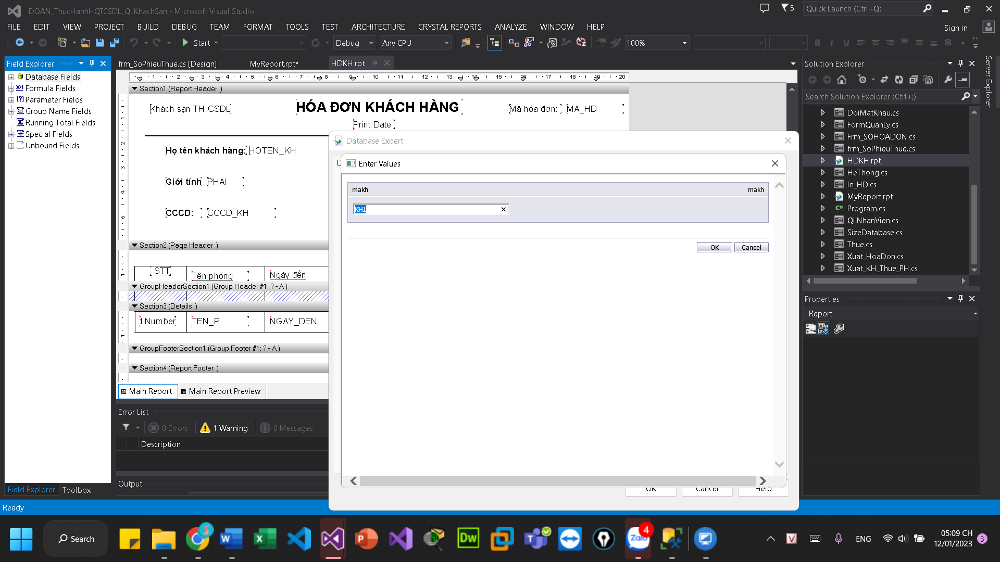 DOAN_ThucHanhHQTCSDL_QLKhachSan - Microsoft Visual Studio
5
Quick Launch (Ctrl+Q)
FILE EDIT VIEW PROJECT BUILD DEBUG TEAM FORMAT TOOLS TEST ARCHITECTURE CRYSTAL REPORTS ANALYZE WINDOW HELP
Sign in
Start
Debug
Any CPU
100%
Field Explorer
Database Fields
Formula Fields
Parameter Fields
Group Name Fields
Running Total Fields
Special Fields
Unbound Fields
Field Explorer
Toolbox
frm_SoPhieuThue.cs [Design]
MyReport.rpt*
HDKH.rpt
1 2 3 4 5 6 7 8 9 10 11 12 13 14 15 16 17 18 19 20
Section1 (Report Header )
Khách sạn TH-CSDL
HÓA ĐƠN KHÁCH HÀNG
Mã hóa đơn:
MA_HD
Print Date
Họ tên khách hàng:
HOTEN_KH
Giới tính
PHAI
CCCD:
CCCD_KH
Section2 (Page Header )
STT
Tên phòng
Ngày đến
GroupHeaderSection1 (Group Header #1: ? - A )
Section3 (Details )
d Number
TEN_P
NGAY_DEN
GroupFooterSection1 (Group Footer #1: ? - A )
Section4 (Report Footer )
Main Report
Main Report Preview
Error List
0 Errors
1 Warning
0 Messages
Description
Output
Database Expert
Enter Values
makh
makh
KH1
OK
Cancel
OK
Cancel
Help
Solution Explorer
Search Solution Explorer (Ctrl+;)
DoiMatKhau.cs
FormQuanLy.cs
Frm_SOHOADON.cs
frm_SoPhieuThue.cs
HDKH.rpt
HeThong.cs
In_HD.cs
MyReport.rpt
Program.cs
QLNhanVien.cs
SizeDatabase.cs
Thue.cs
Xuat_HoaDon.cs
Xuat_KH_Thue_PH.cs
Properties
Report
Server Explorer
Ready
Search
Zalo
4
ENG
05:09 CH
12/01/2023
3